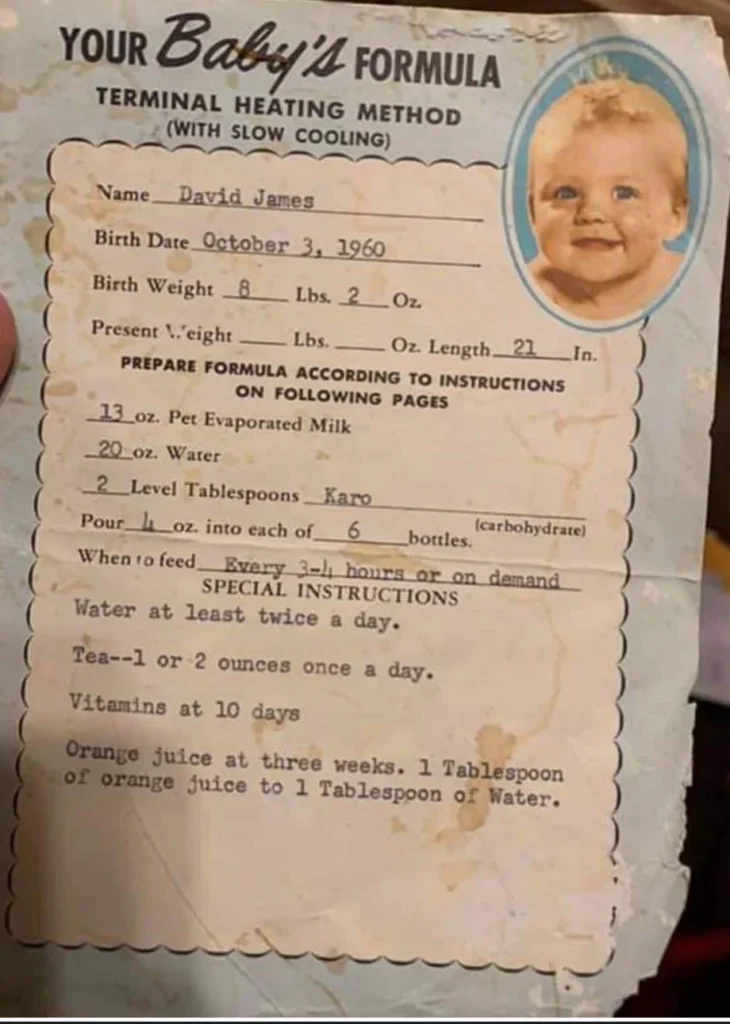 YOUR Baby's FORMULA
TERMINAL HEATING METHOD
(WITH SLOW COOLING)
Name David James
Birth Date October 3, 1960
Birth Weight 8 Lbs. 2 Oz.
Present Weight Lbs. Oz. Length 21 In.
PREPARE FORMULA ACCORDING TO INSTRUCTIONS
ON FOLLOWING PAGES
13 oz. Pet Evaporated Milk
20 oz. Water
2 Level Tablespoons Karo
(carbohydrate)
Pour 4 oz. into each of 6 bottles.
When to feed Every 3-4 hours or on demand
SPECIAL INSTRUCTIONS
Water at least twice a day.
Tea--1 or 2 ounces once a day.
Vitamins at 10 days
Orange juice at three weeks. 1 Tablespoon
of orange juice to 1 Tablespoon of Water.